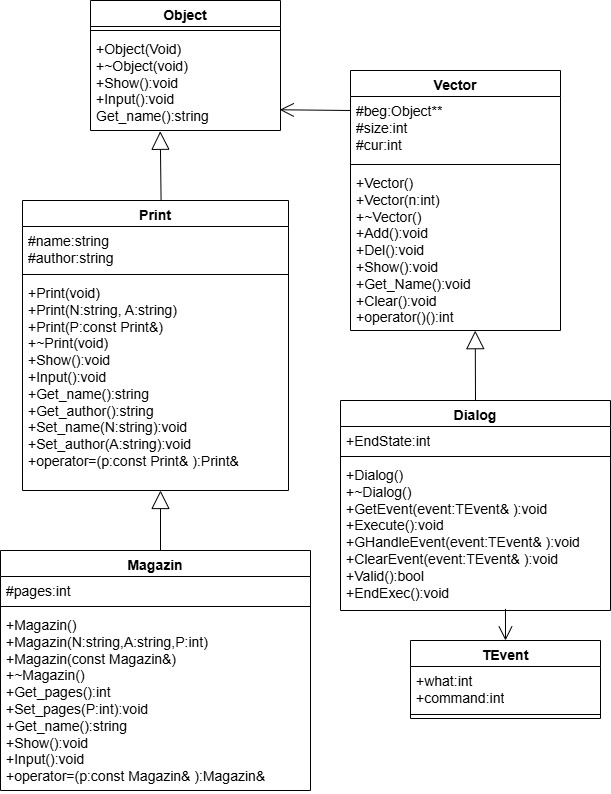 Object
+Object(Void)
+~Object(void)
+Show():void
+Input():void
Get_name():string
Vector
#beg:Object**
#size:int
#cur:int
+Vector()
+Vector(n:int)
+~Vector()
+Add():void
+Del():void
+Show():void
+Get_Name():void
+Clear():void
+operator()():int
Print
#name:string
#author:string
+Print(void)
+Print(N:string, A:string)
+Print(P:const Print&)
+~Print(void)
+Show():void
+Input():void
+Get_name():string
+Get_author():string
+Set_name(N:string):void
+Set_author(A:string):void
+operator=(p:const Print& ):Print&
Dialog
+EndState:int
+Dialog()
+~Dialog()
+GetEvent(event:TEvent& ):void
+Execute():void
+GHandleEvent(event:TEvent& ):void
+ClearEvent(event:TEvent& ):void
+Valid():bool
+EndExec():void
Magazin
#pages:int
+Magazin()
+Magazin(N:string,A:string,P:int)
+Magazin(const Magazin&)
+~Magazin()
+Get_pages():int
+Set_pages(P:int):void
+Get_name():string
+Show():void
+Input():void
+operator=(p:const Magazin& ):Magazin&
TEvent
+what:int
+command:int